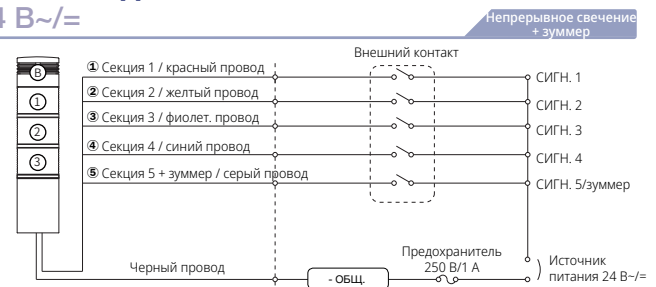 4 В~/=
Непрерывное свечение
+ зуммер
Внешний контакт
B
① Секция 1 / красный провод
СИГН. 1
1
② Секция 2 / желтый провод
СИГН. 2
③ Секция 3 / фиолет. провод
СИГН. 3
2
④ Секция 4 / синий провод
СИГН. 4
3
⑤ Секция 5 + зуммер / серый провод
СИГН. 5/зуммер
Предохранитель
250 В/1 А
Источник
питания 24 В~/=
Черный провод
- ОБЩ.